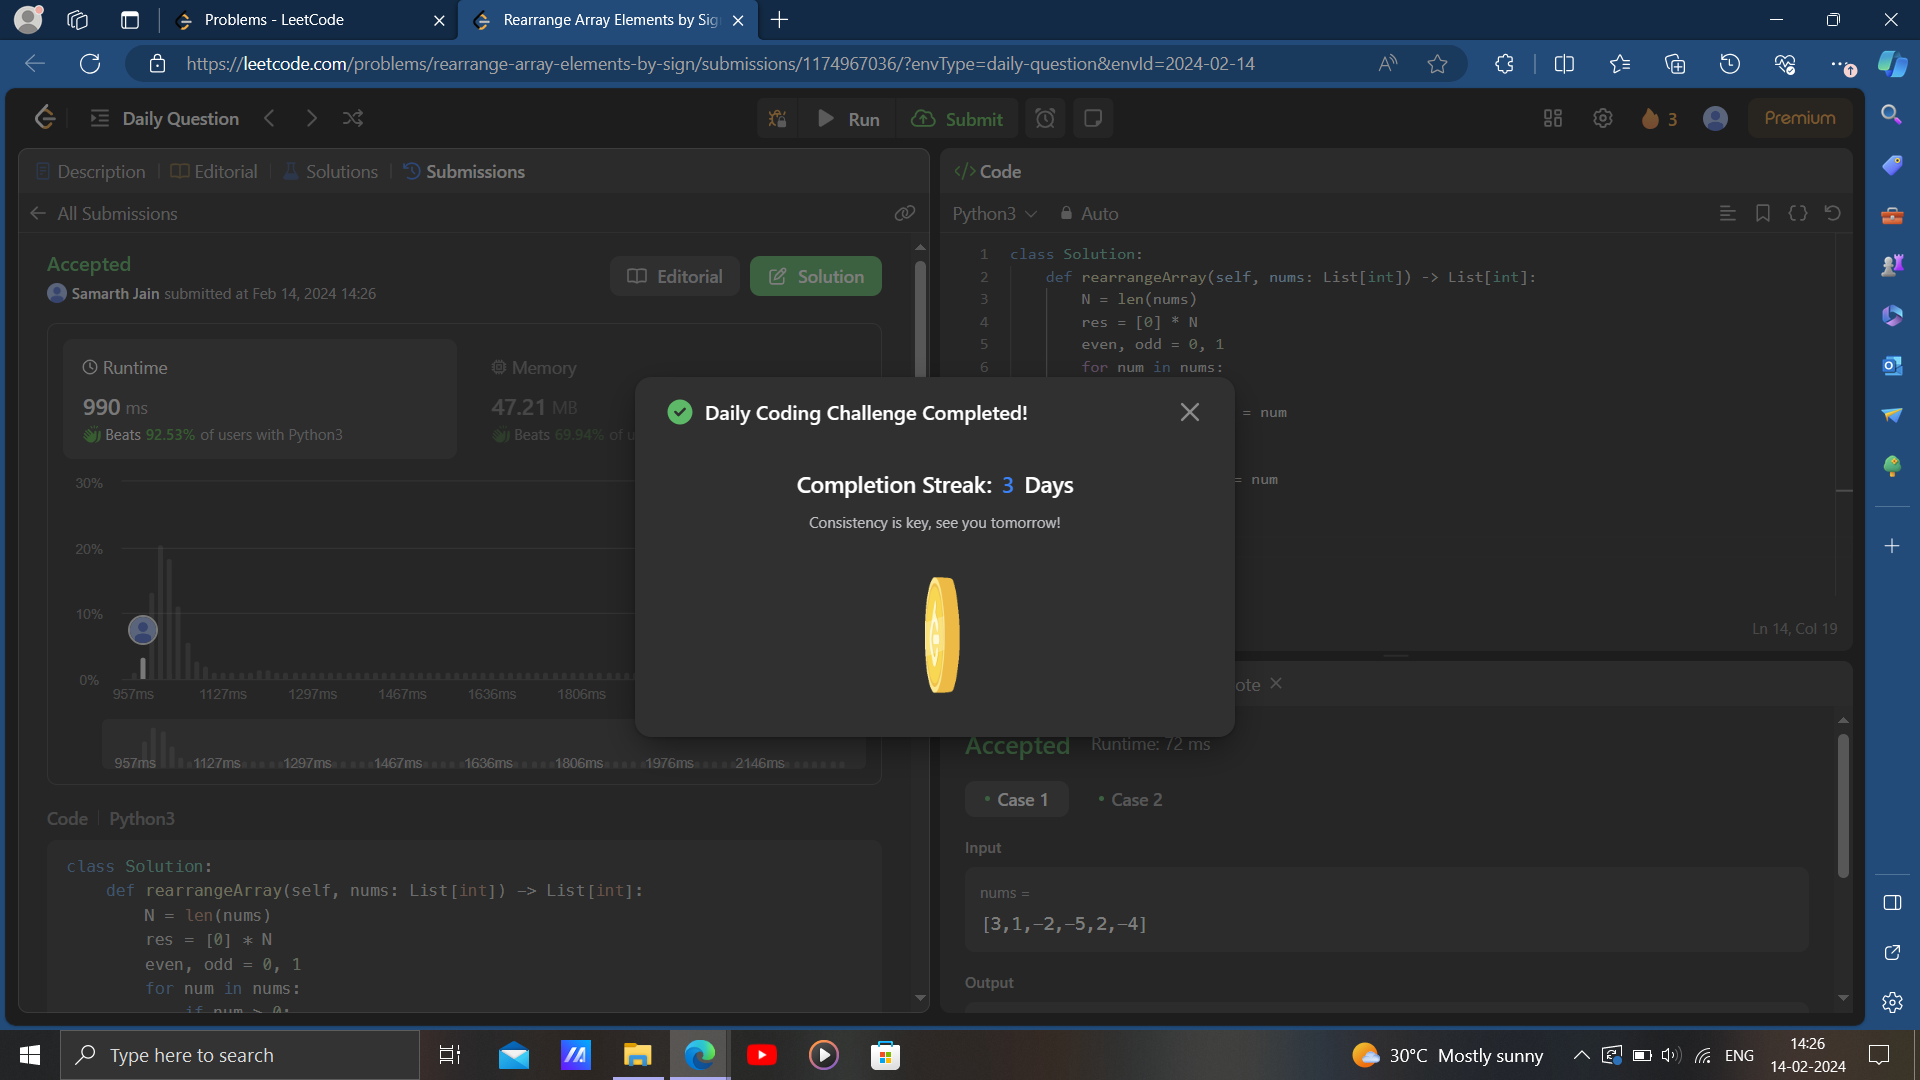 Problems - LeetCode
Rearrange Array Elements by Sig
https://leetcode.com/problems/rearrange-array-elements-by-sign/submissions/1174967036/?envType=daily-question&envId=2024-02-14
Daily Question
Run
Submit
3
Premium
Description
Editorial
Solutions
Submissions
All Submissions
Accepted
Samarth Jain submitted at Feb 14, 2024 14:26
Editorial
Solution
Runtime
990 ms
Beats 92.53% of users with Python3
Memory
47.21 MB
Beats 69.94% of u
30%
20%
10%
0%
957ms 1127ms 1297ms 1467ms 1636ms 1806ms
957ms 1127ms 1297ms 1467ms 1636ms 1806ms 1976ms 2146ms
Code Python3
class Solution:
def rearrangeArray(self, nums: List[int]) -> List[int]:
N = len(nums)
res = [0] * N
even, odd = 0, 1
for num in nums:
if num > 0:
</> Code
Python3
Auto
1 class Solution:
2 def rearrangeArray(self, nums: List[int]) -> List[int]:
3 N = len(nums)
4 res = [0] * N
5 even, odd = 0, 1
6 for num in nums:
= num
= num
Ln 14, Col 19
Daily Coding Challenge Completed!
Completion Streak: 3 Days
Consistency is key, see you tomorrow!
ote
Accepted Runtime: 72 ms
Case 1
Case 2
Input
nums =
[3,1,-2,-5,2,-4]
Output
Type here to search
30°C Mostly sunny
ENG
14:26
14-02-2024